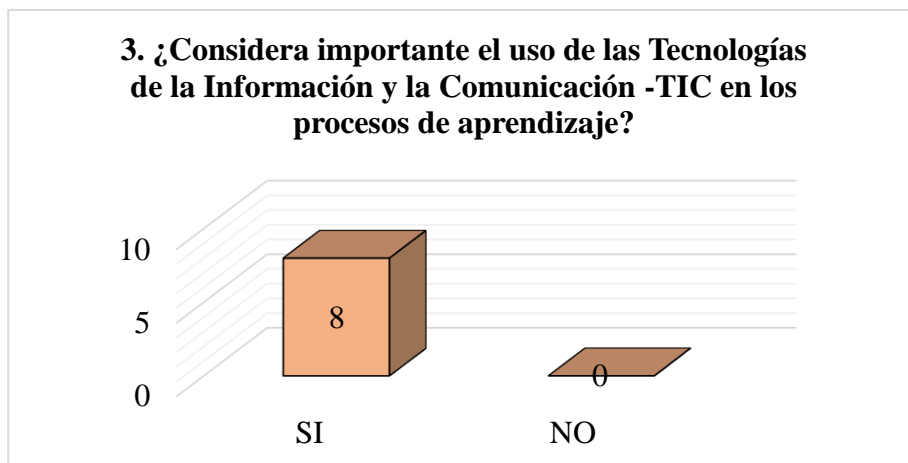 3. ¿Considera importante el uso de las Tecnologías
de la Información y la Comunicación -TIC en los
procesos de aprendizaje?
10
5
0
8
0
SI
NO